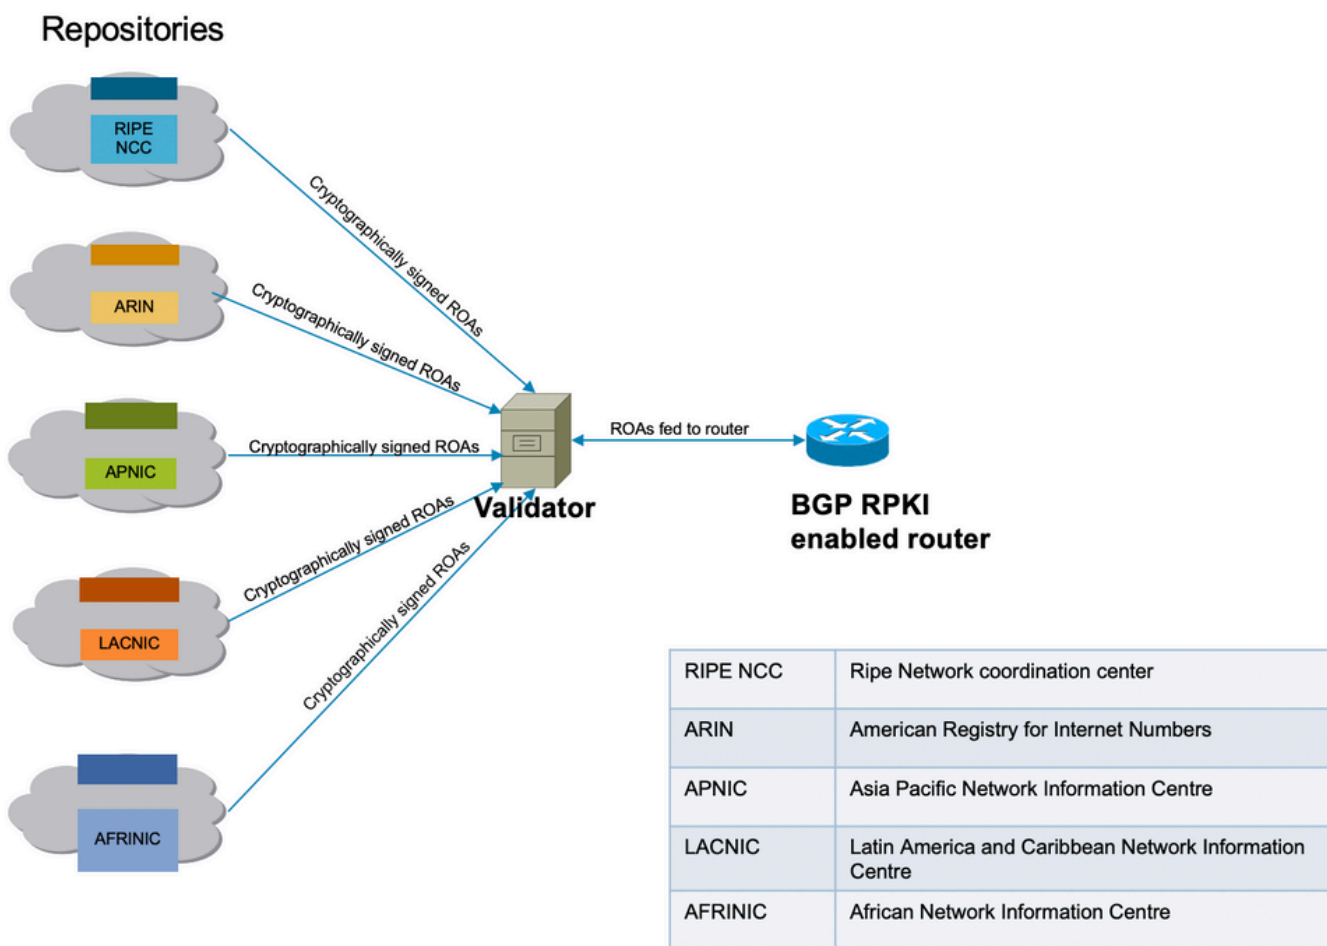 Repositories
RIPE
NCC
Cryptographically signed ROAs
ARIN
Cryptographically signed ROAs
APNIC
Cryptographically signed ROAs
LACNIC
Cryptographically signed ROAs
AFRINIC
Cryptographically signed ROAs
Validator
ROAs fed to router
BGP RPKI
enabled router
RIPE NCC Ripe Network coordination center
ARIN American Registry for Internet Numbers
APNIC Asia Pacific Network Information Centre
LACNIC Latin America and Caribbean Network Information
Centre
AFRINIC African Network Information Centre